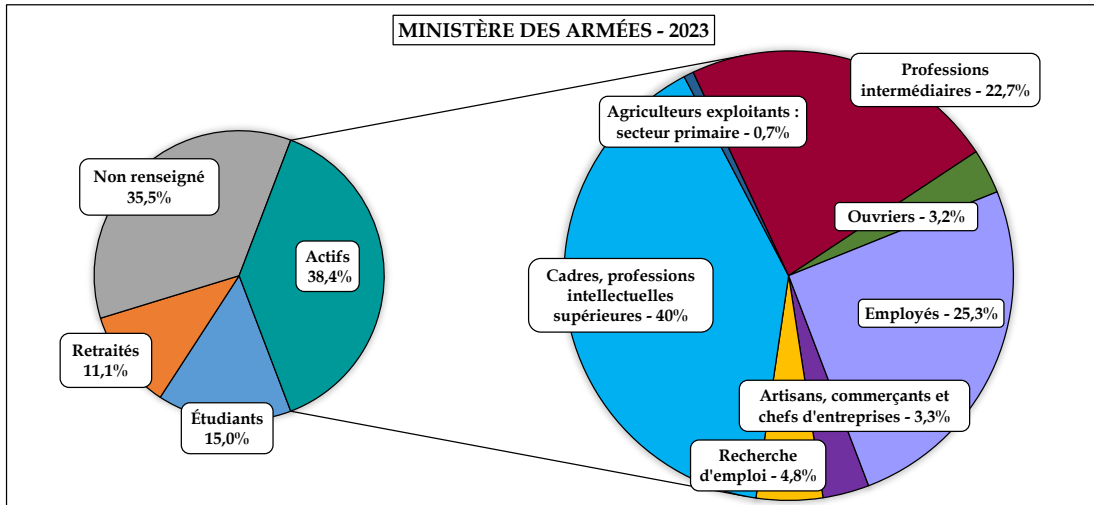 MINISTÈRE DES ARMÉES - 2023
Non renseigné
35,5%
Actifs
38,4%
Retraités
11,1%
Étudiants
15,0%
Professions
intermédiaires - 22,7%
Agriculteurs exploitants :
secteur primaire - 0,7%
Ouvriers - 3,2%
Cadres, professions
intellectuelles
supérieures - 40%
Employés - 25,3%
Artisans, commerçants et
chefs d'entreprises - 3,3%
Recherche
d'emploi - 4,8%